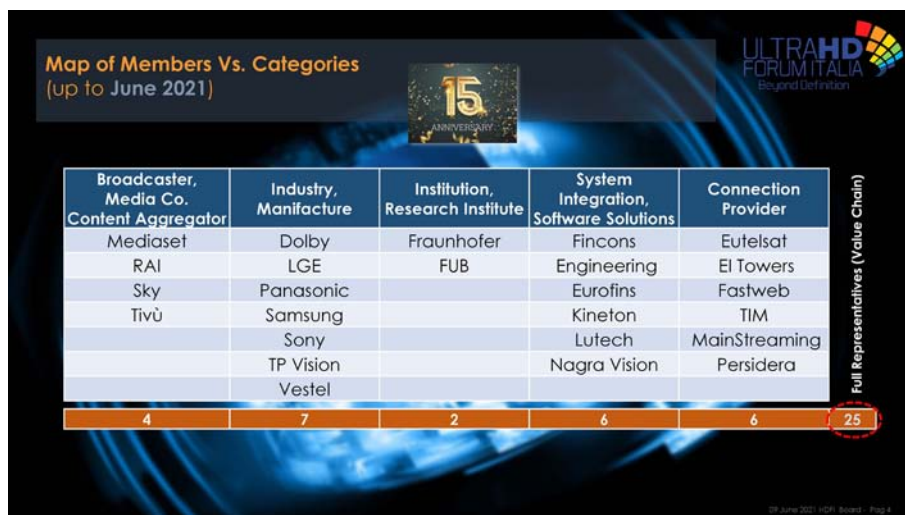 Map of Members Vs. Categories
(up to June 2021)
15
ANNIVERSARY
ULTRAHD
FORUMITALIA
Beyond Definition
Broadcaster, Media Co. Content Aggregator | Industry, Manifacture | Institution, Research Institute | System Integration, Software Solutions | Connection Provider
Mediaset Dolby Fraunhofer Fincons Eutelsat
RAI LGE FUB Engineering EI Towers
Sky Panasonic Eurofins Fastweb
Tivù Samsung Kineton TIM
Sony Lutech MainStreaming
TP Vision Nagra Vision Persidera
Vestel
Full Representatives (Value Chain)
4 7 2 6 6 25
09 June 2021 HDFI Board - Pag 4